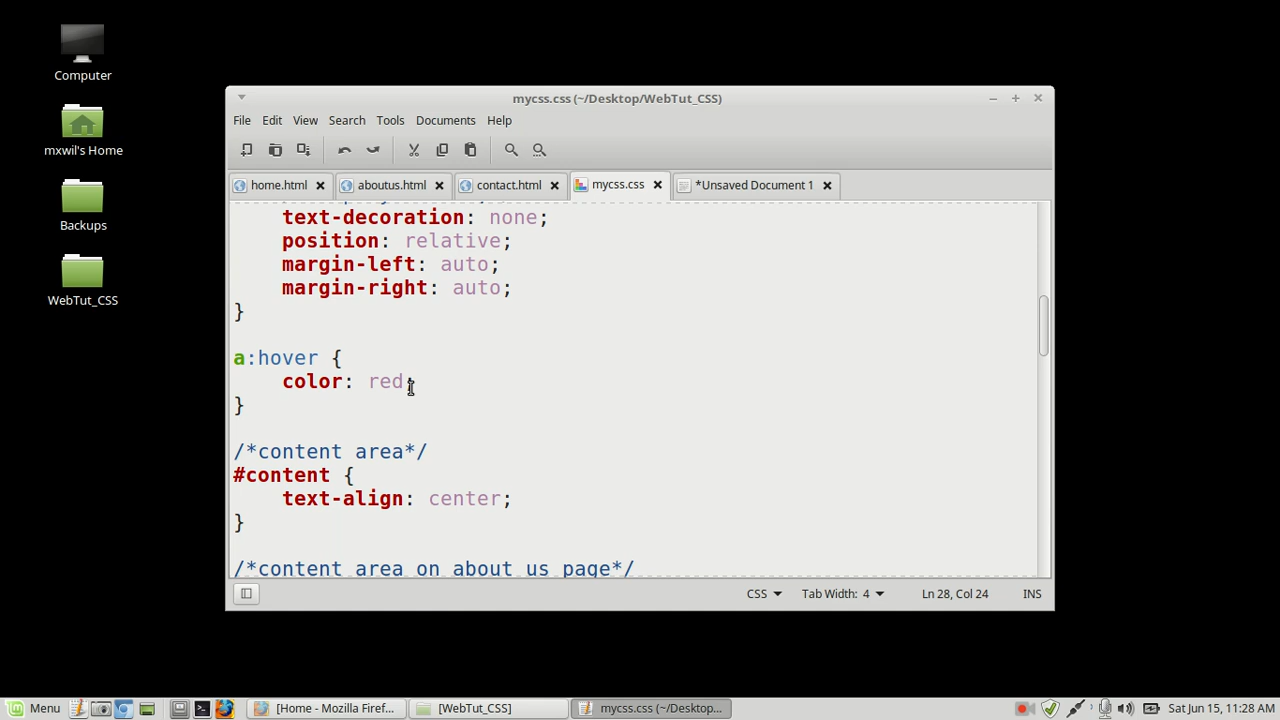 Computer
mxwil's Home
Backups
WebTut_CSS
mycss.css (~/Desktop/WebTut_CSS)
File Edit View Search Tools Documents Help
home.html aboutus.html contact.html mycss.css *Unsaved Document 1
text-decoration: none;
position: relative;
margin-left: auto;
margin-right: auto;
}
a:hover {
color: red;
}
/*content area*/
#content {
text-align: center;
}
/*content area on about us page*/
CSS Tab Width: 4 Ln 28, Col 24 INS
Menu [Home - Mozilla Firef... [WebTut_CSS] mycss.css (~/Desktop... Sat Jun 15, 11:28 AM